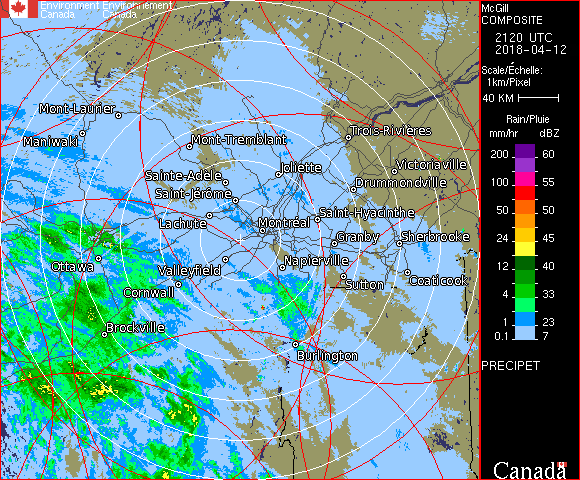 Environment Environnement
Canada Canada
McGill
COMPOSITE
2120 UTC
2018-04-12
Scale/Échelle:
1km/Pixel
40 KM
Rain/Pluie
mm/hr dBZ
200 60
100 55
50 50
24 45
12 40
4 33
1 23
0.1 7
PRECIPET
Canada
Mont-Laurier
Maniwaki
Mont-Tremblant
Trois-Rivières
Joliette
Victoriaville
Sainte-Adèle
Drummondville
Saint-Jérôme
Saint-Hyacinthe
Lachute
Montréal
Granby
Sherbrooke
Ottawa
Valleyfield
Napierville
Coaticook
Cornwall
Sutton
Brockville
Burlington